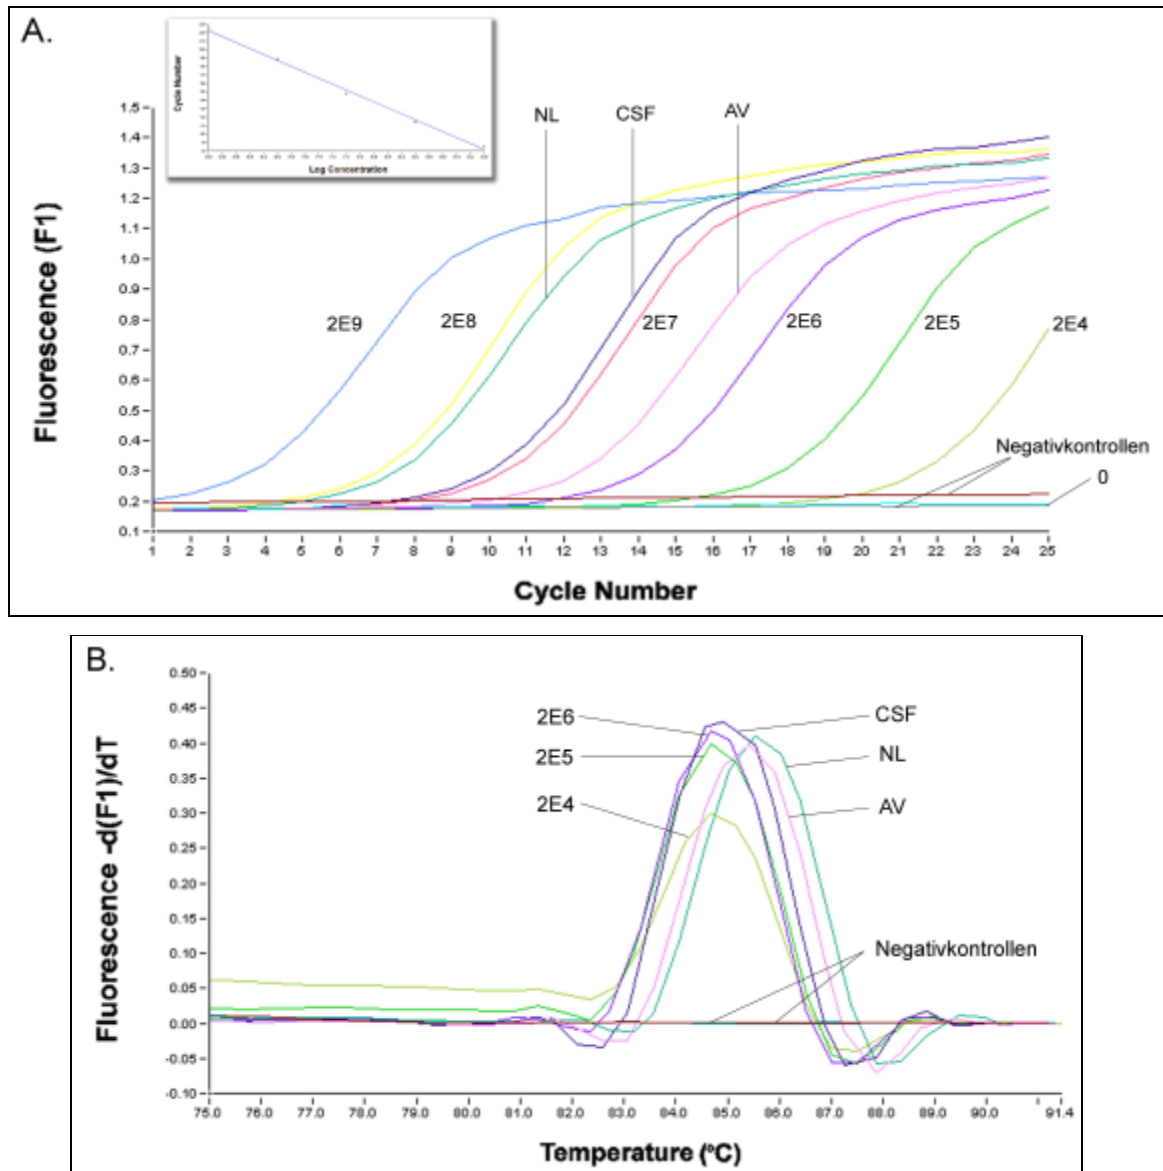 A.
Cycle Number
Log Concentration
Fluorescence (F1)
1.5
1.4
1.3
1.2
1.1
1.0
0.9
0.8
0.7
0.6
0.5
0.4
0.3
0.2
0.1
NL CSF AV
2E9 2E8 2E7 2E6 2E5 2E4
Negativkontrollen
0
1 2 3 4 5 6 7 8 9 10 11 12 13 14 15 16 17 18 19 20 21 22 23 24 25
Cycle Number
B.
Fluorescence -d(F1)/dT
0.50
0.45
0.40
0.35
0.30
0.25
0.20
0.15
0.10
0.05
0.00
-0.05
-0.10
2E6
2E5
2E4
CSF
NL
AV
Negativkontrollen
75.0 76.0 77.0 78.0 79.0 80.0 81.0 82.0 83.0 84.0 85.0 86.0 87.0 88.0 89.0 90.0 91.4
Temperature (ºC)